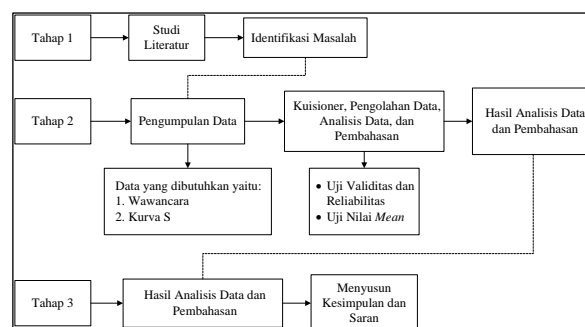 Tahap 1
Studi
Literatur
Identifikasi Masalah
Tahap 2
Pengumpulan Data
Kuisioner, Pengolahan Data,
Analisis Data, dan
Pembahasan
Hasil Analisis Data
dan Pembahasan
Data yang dibutuhkan yaitu:
1. Wawancara
2. Kurva S
• Uji Validitas dan
Reliabilitas
• Uji Nilai Mean
Tahap 3
Hasil Analisis Data dan
Pembahasan
Menyusun
Kesimpulan dan
Saran